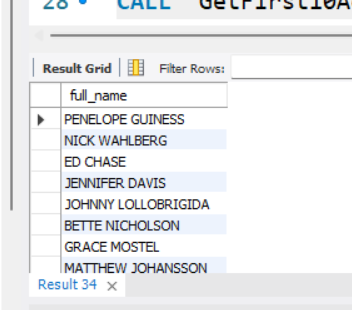 28 CALL GetFirst10A
Result Grid Filter Rows:
full_name
PENELOPE GUINESS
NICK WAHLBERG
ED CHASE
JENNIFER DAVIS
JOHNNY LOLLOBRIGIDA
BETTE NICHOLSON
GRACE MOSTEL
MATTHEW JOHANSSON
Result 34 ×